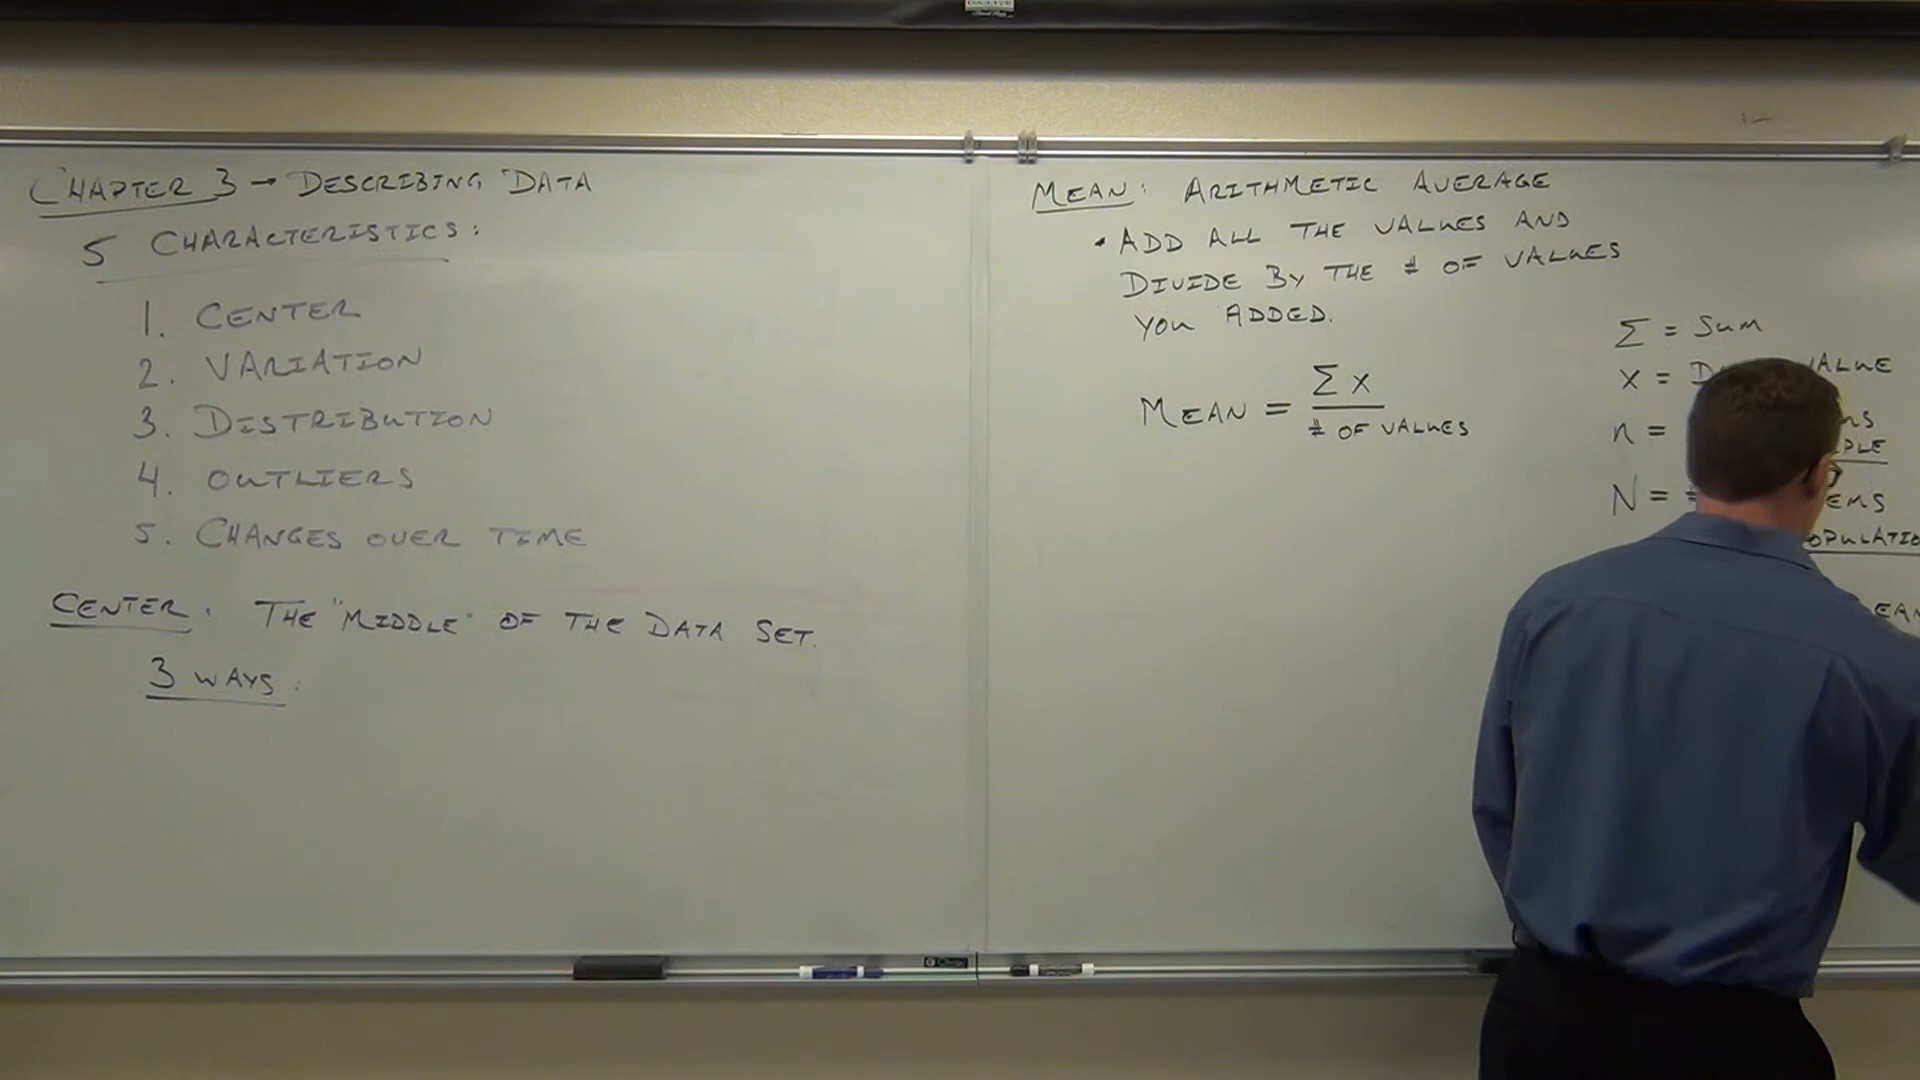 CHAPTER 3 → DESCRIBING DATA
5 CHARACTERISTICS:
1. CENTER
2. VARIATION
3. DISTRIBUTION
4. OUTLIERS
5. CHANGES OVER TIME
CENTER: THE "MIDDLE" OF THE DATA SET.
3 WAYS:
MEAN: ARITHMETIC AVERAGE
• ADD ALL THE VALUES AND
DIVIDE BY THE # OF VALUES
YOU ADDED.
MEAN = Σx
# OF VALUES
Σ = SUM
x =
n =
N =